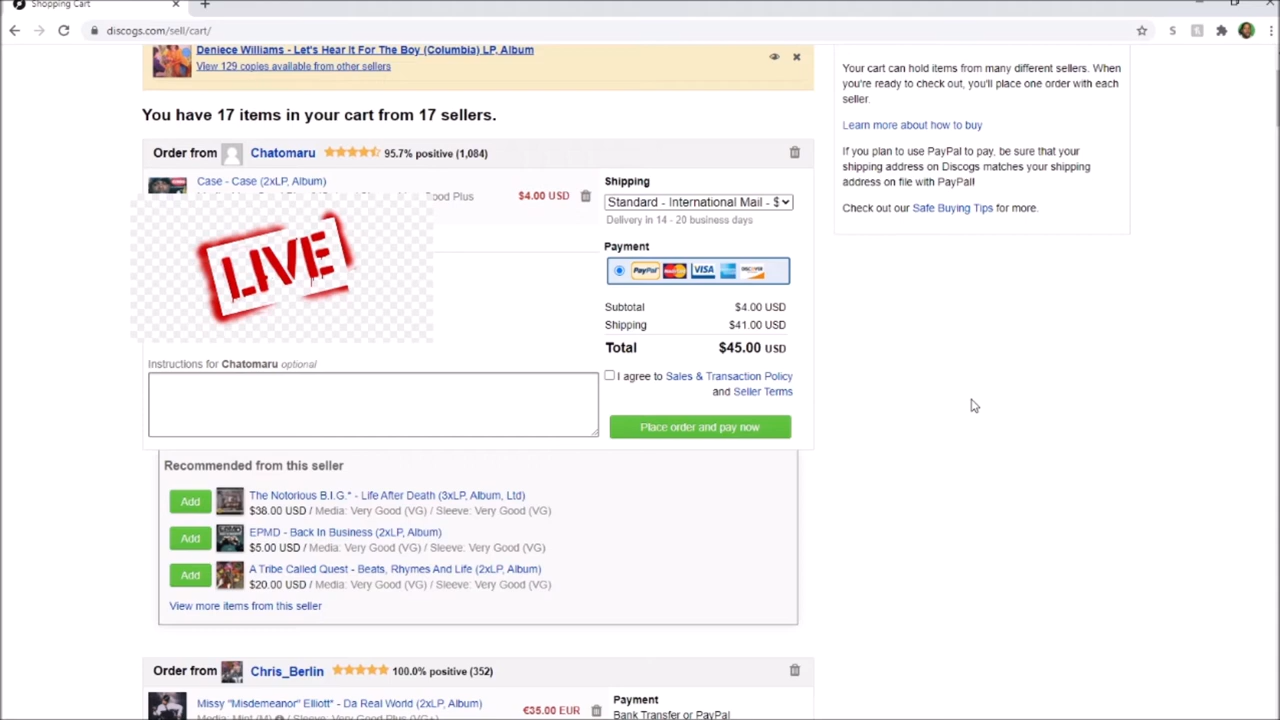 Shopping Cart
discogs.com/sell/cart/
Deniece Williams - Let's Hear It For The Boy (Columbia) LP, Album
View 129 copies available from other sellers
You have 17 items in your cart from 17 sellers.
Order from Chatomaru 95.7% positive (1,084)
Case - Case (2xLP, Album)
Good Plus $4.00 USD
LIVE
Shipping
Standard - International Mail - $
Delivery in 14 - 20 business days
Payment
PayPal MasterCard VISA DISCOVER
Subtotal $4.00 USD
Shipping $41.00 USD
Total $45.00 USD
I agree to Sales & Transaction Policy
and Seller Terms
Place order and pay now
Instructions for Chatomaru optional
Recommended from this seller
Add The Notorious B.I.G.* - Life After Death (3xLP, Album, Ltd)
$38.00 USD / Media: Very Good (VG) / Sleeve: Very Good (VG)
Add EPMD - Back In Business (2xLP, Album)
$5.00 USD / Media: Very Good (VG) / Sleeve: Very Good (VG)
Add A Tribe Called Quest - Beats, Rhymes And Life (2xLP, Album)
$20.00 USD / Media: Very Good (VG) / Sleeve: Very Good (VG)
View more items from this seller
Order from Chris_Berlin 100.0% positive (352)
Missy "Misdemeanor" Elliott* - Da Real World (2xLP, Album)
€35.00 EUR
Media: Mint (M) Sleeve: Very Good Plus (VG+)
Payment
Bank Transfer or PayPal
Your cart can hold items from many different sellers. When
you're ready to check out, you'll place one order with each
seller.
Learn more about how to buy
If you plan to use PayPal to pay, be sure that your
shipping address on Discogs matches your shipping
address on file with PayPal!
Check out our Safe Buying Tips for more.